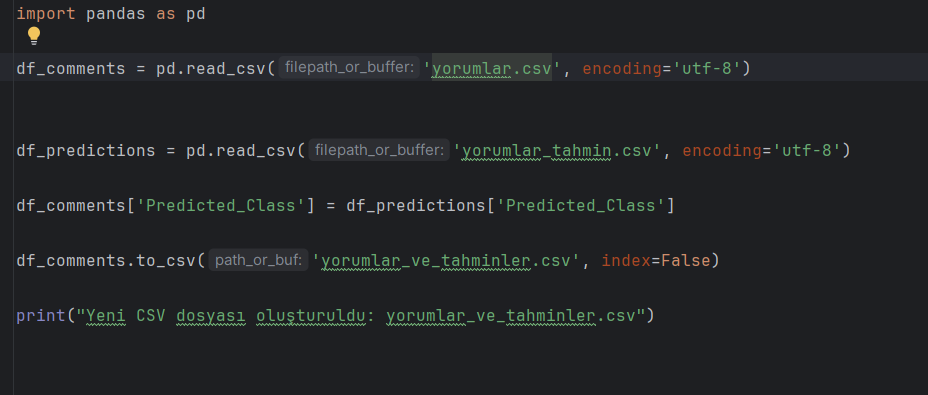 import pandas as pd
df_comments = pd.read_csv( filepath_or_buffer: 'yorumlar.csv', encoding='utf-8')
df_predictions = pd.read_csv( filepath_or_buffer: 'yorumlar_tahmin.csv', encoding='utf-8')
df_comments['Predicted_Class'] = df_predictions['Predicted_Class']
df_comments.to_csv( path_or_buf: 'yorumlar_ve_tahminler.csv', index=False)
print("Yeni CSV dosyası oluşturuldu: yorumlar_ve_tahminler.csv")